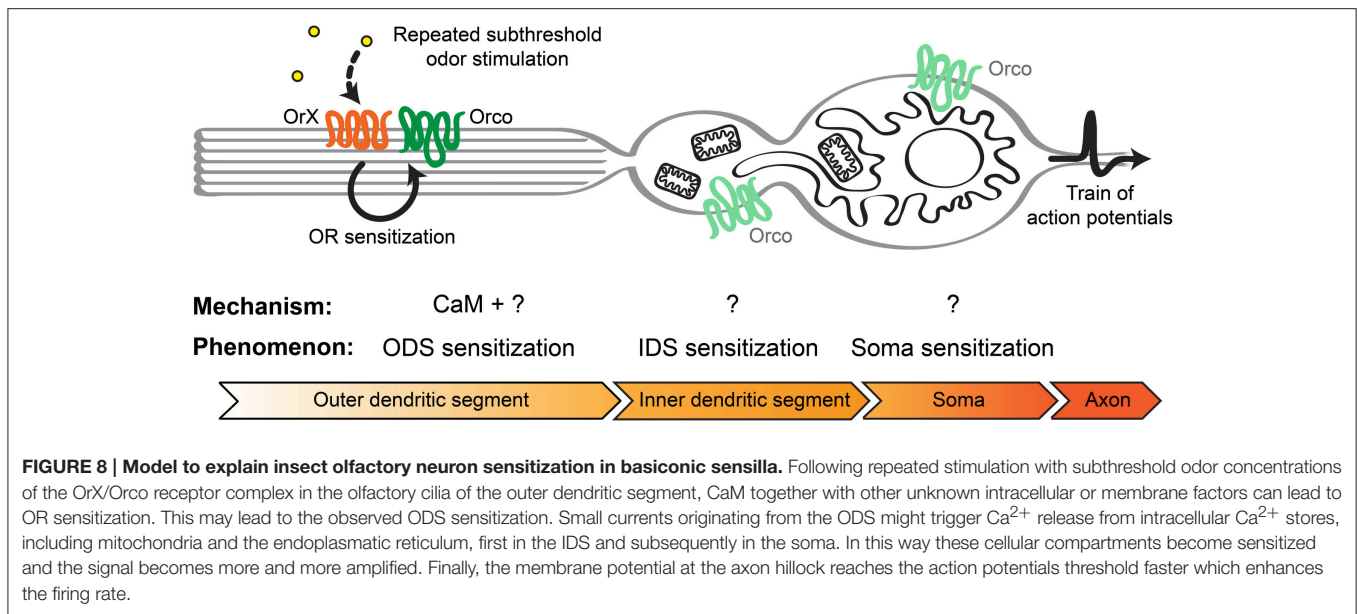 Repeated subthreshold
odor stimulation
OrX
Orco
Orco
Orco
OR sensitization
Train of
action potentials
Mechanism: CaM + ? ? ?
Phenomenon: ODS sensitization IDS sensitization Soma sensitization
Outer dendritic segment Inner dendritic segment Soma Axon
FIGURE 8 | Model to explain insect olfactory neuron sensitization in basiconic sensilla. Following repeated stimulation with subthreshold odor concentrations
of the OrX/Orco receptor complex in the olfactory cilia of the outer dendritic segment, CaM together with other unknown intracellular or membrane factors can lead to
OR sensitization. This may lead to the observed ODS sensitization. Small currents originating from the ODS might trigger Ca2+ release from intracellular Ca2+ stores,
including mitochondria and the endoplasmatic reticulum, first in the IDS and subsequently in the soma. In this way these cellular compartments become sensitized
and the signal becomes more and more amplified. Finally, the membrane potential at the axon hillock reaches the action potentials threshold faster which enhances
the firing rate.